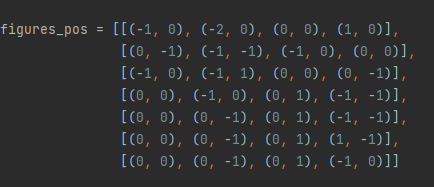 figures_pos = [[(-1, 0), (-2, 0), (0, 0), (1, 0)],
[(0, -1), (-1, -1), (-1, 0), (0, 0)],
[(-1, 0), (-1, 1), (0, 0), (0, -1)],
[(0, 0), (-1, 0), (0, 1), (-1, -1)],
[(0, 0), (0, -1), (0, 1), (-1, -1)],
[(0, 0), (0, -1), (0, 1), (1, -1)],
[(0, 0), (0, -1), (0, 1), (-1, 0)]]